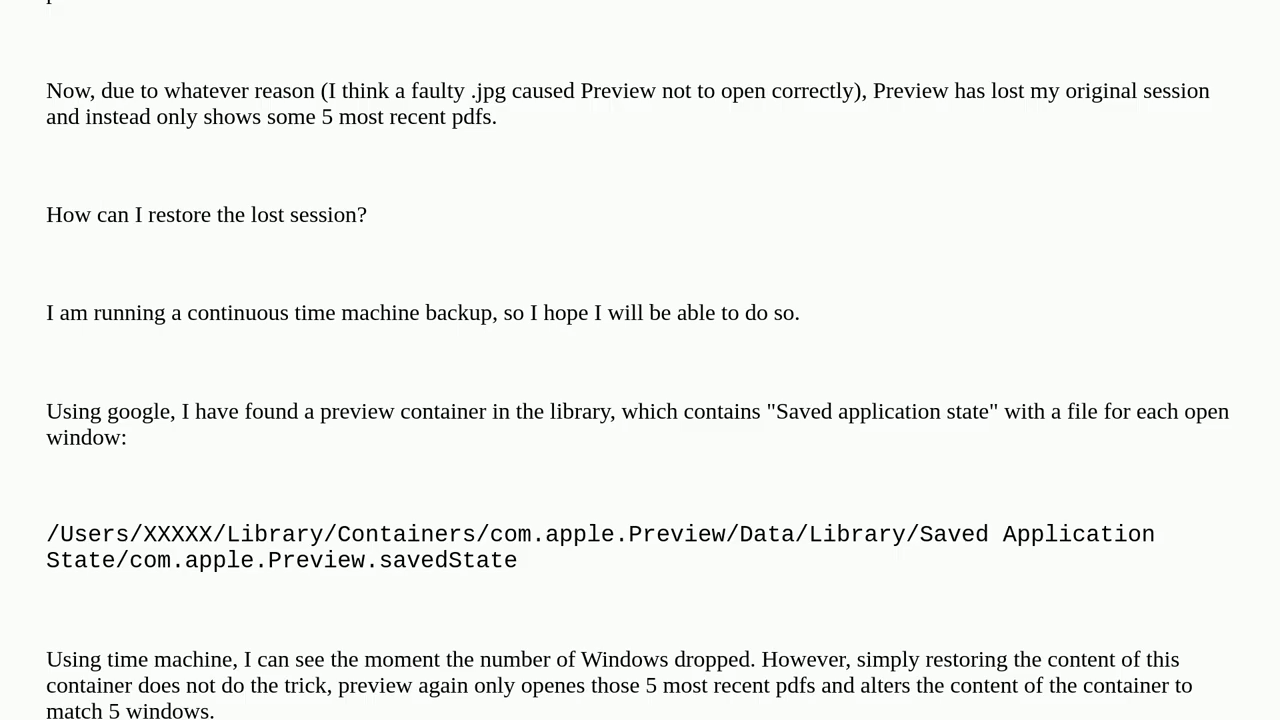 Now, due to whatever reason (I think a faulty .jpg caused Preview not to open correctly), Preview has lost my original session
and instead only shows some 5 most recent pdfs.
How can I restore the lost session?
I am running a continuous time machine backup, so I hope I will be able to do so.
Using google, I have found a preview container in the library, which contains "Saved application state" with a file for each open
window:
/Users/XXXXX/Library/Containers/com.apple.Preview/Data/Library/Saved Application
State/com.apple.Preview.savedState
Using time machine, I can see the moment the number of Windows dropped. However, simply restoring the content of this
container does not do the trick, preview again only openes those 5 most recent pdfs and alters the content of the container to
match 5 windows.